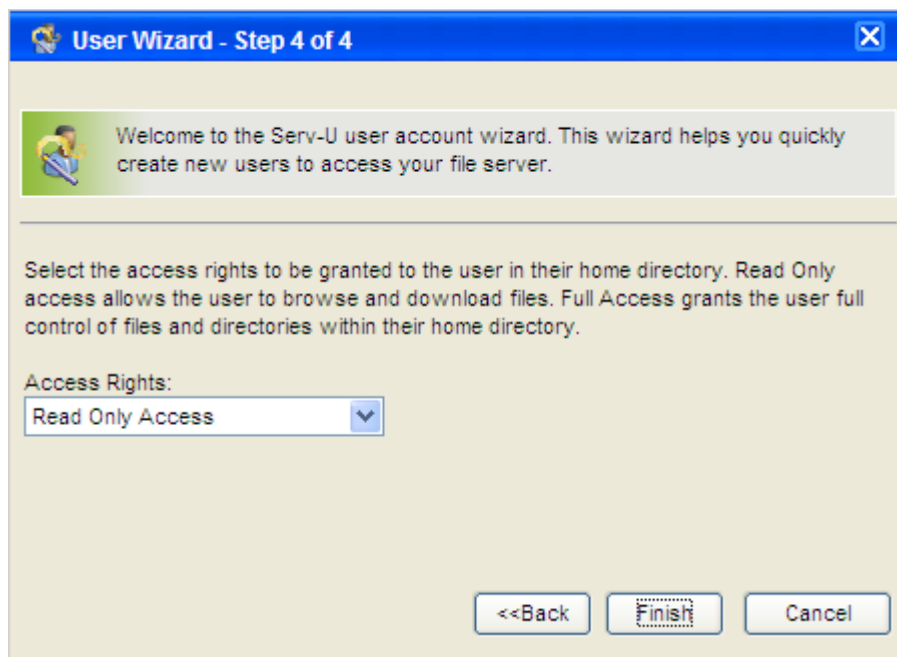 User Wizard - Step 4 of 4
Welcome to the Serv-U user account wizard. This wizard helps you quickly
create new users to access your file server.
Select the access rights to be granted to the user in their home directory. Read Only
access allows the user to browse and download files. Full Access grants the user full
control of files and directories within their home directory.
Access Rights:
Read Only Access
<<Back Finish Cancel